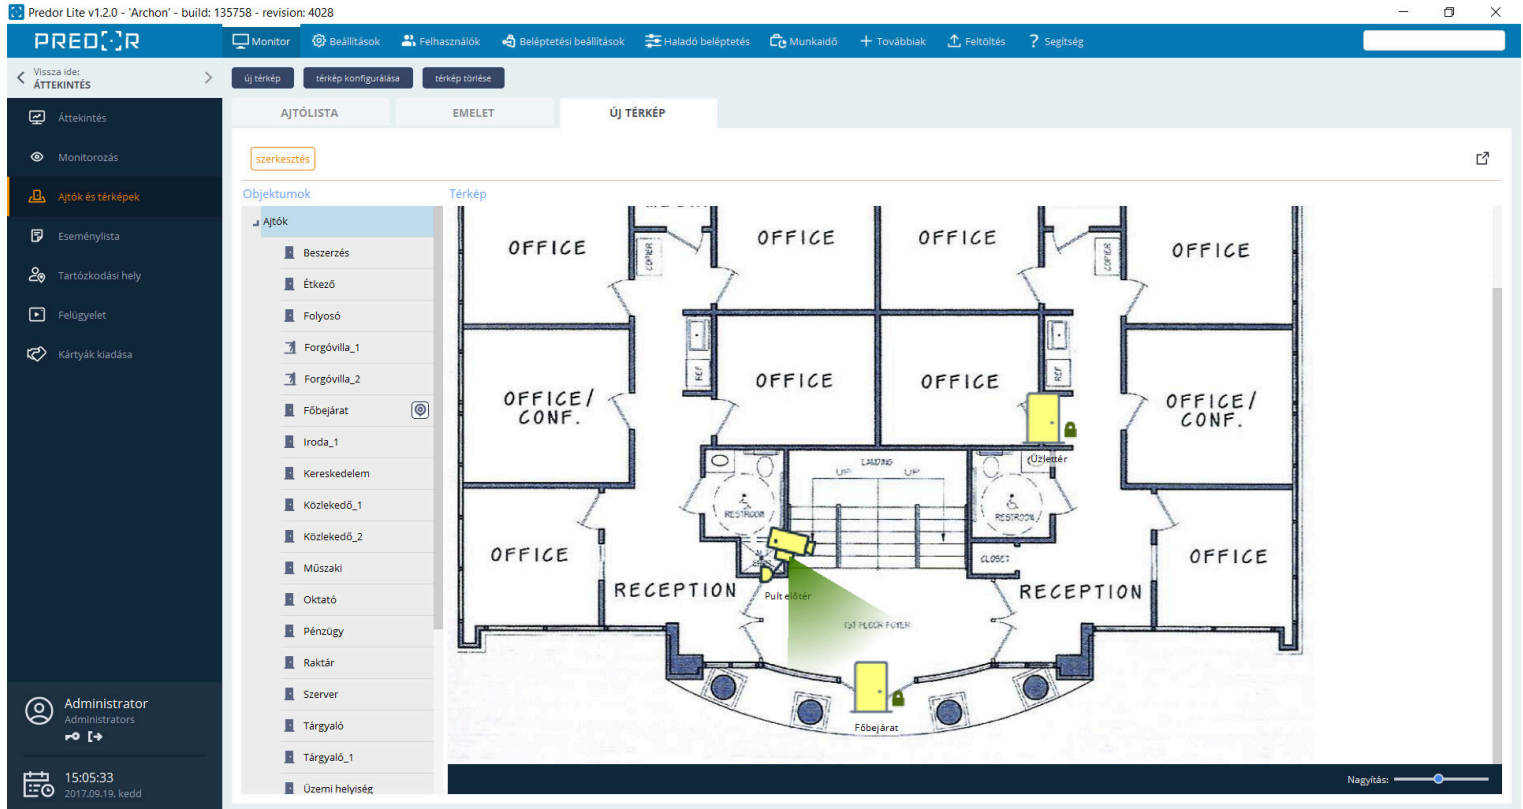 Predor Lite v1.2.0 - 'Archon' - build: 135758 - revision: 4028
PREDOR
Monitor
Beállítások
Felhasználók
Beléptetési beállítások
Haladó beléptetés
Munkaidő
Továbbiak
Feltöltés
Segítség
Vissza ide:
ÁTTEKINTÉS
új térkép
térkép konfigurálása
térkép törlése
Áttekintés
Monitorozás
Ajtók és térképek
Eseménylista
Tartózkodási hely
Felügyelet
Kártyák kiadása
AJTÓLISTA
EMELET
ÚJ TÉRKÉP
szerkesztés
Objektumok
Térkép
Ajtók
Beszerzés
Étkező
Folyosó
Forgóvilla_1
Forgóvilla_2
Főbejárat
Iroda_1
Kereskedelem
Közlekedő_1
Közlekedő_2
Műszaki
Oktató
Pénzügy
Raktár
Szerver
Tárgyaló
Tárgyaló_1
Üzemi helyiség
OFFICE
COPIER
OFFICE
OFFICE
COPIER
OFFICE
OFFICE/
CONF.
REF
OFFICE
OFFICE
REF
OFFICE/
CONF.
Üzlettér
LANDING
UP
UP
RESTROOM
RESTROOM
OFFICE
CLOSET
OFFICE
RECEPTION
Pult előtér
RECEPTION
1ST FLOOR FOYER
Főbejárat
Nagyítás:
Administrator
Administrators
15:05:33
2017.09.19. kedd